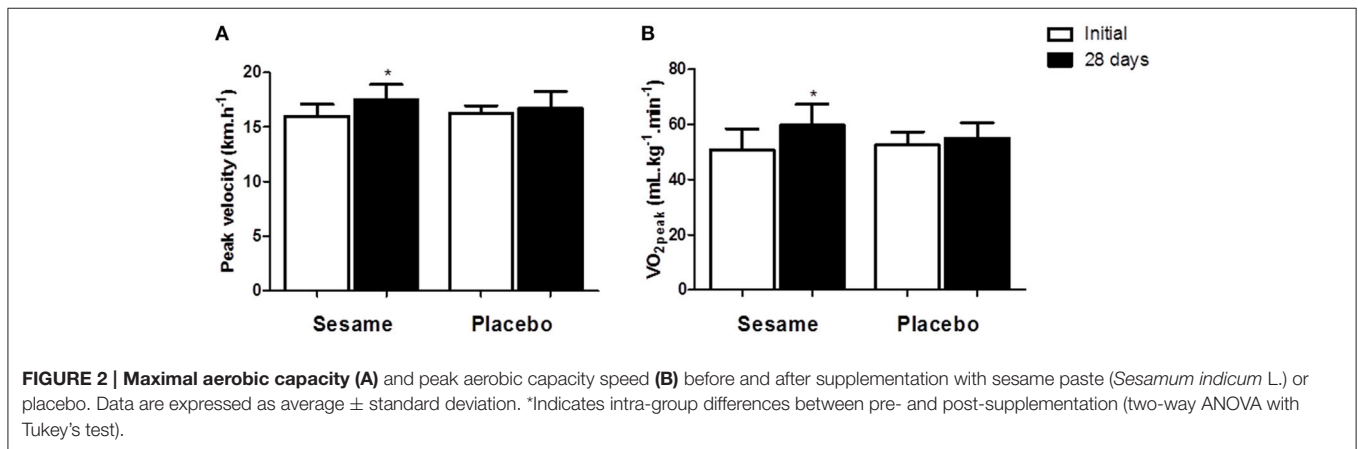 A
Peak velocity (km.h⁻¹)
20
15
10
5
0
*
Sesame Placebo
B
VO₂peak (mL.kg⁻¹.min⁻¹)
80
60
40
20
0
*
Sesame Placebo
Initial
28 days
FIGURE 2 | Maximal aerobic capacity (A) and peak aerobic capacity speed (B) before and after supplementation with sesame paste (Sesamum indicum L.) or
placebo. Data are expressed as average ± standard deviation. *Indicates intra-group differences between pre- and post-supplementation (two-way ANOVA with
Tukey's test).